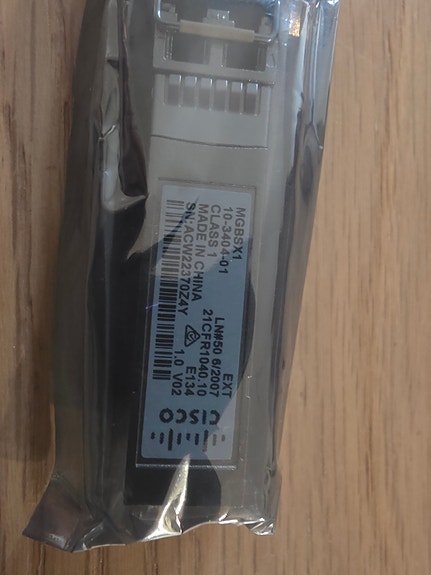 MGBSX1 EXT
10-3404-01 LN#50 6/2007
CLASS 1 21CFR1040.10
MADE IN CHINA E134
SN:ACW22370Z4Y 1.0 V02
CISCO